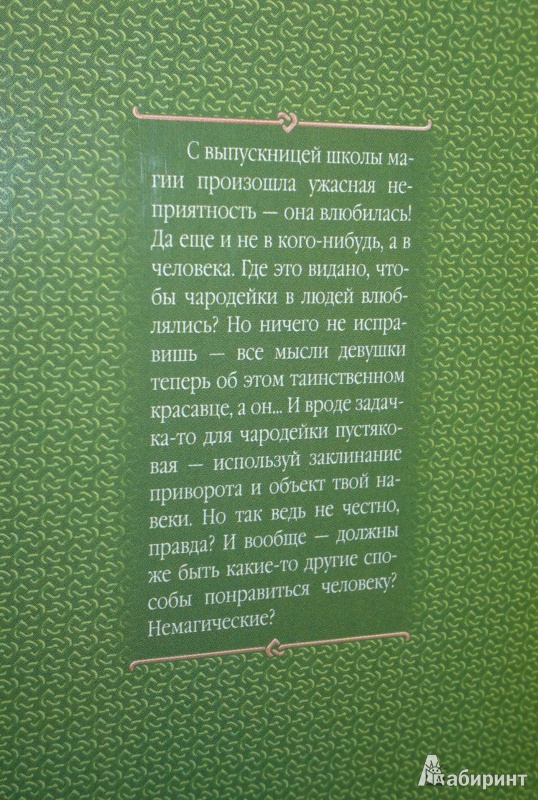 С выпускницей школы ма-
гии произошла ужасная не-
приятность — она влюбилась!
Да еще и не в кого-нибудь, а в
человека. Где это видано, что-
бы чародейки в людей влюб-
лялись? Но ничего не испра-
вишь — все мысли девушки
теперь об этом таинственном
красавце, а он... И вроде задач-
ка-то для чародейки пустяко-
вая — используй заклинание
приворота и объект твой на-
веки. Но так ведь не честно,
правда? И вообще — должны
же быть какие-то другие спо-
собы понравиться человеку?
Немагические?
Лабиринт